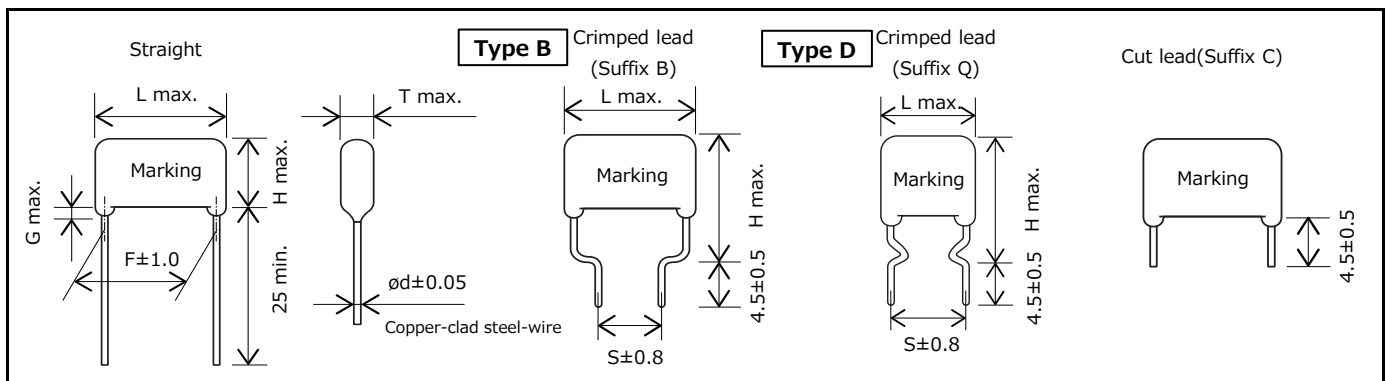 Straight
L max.
Marking
H max.
G max.
F±1.0
25 min.
T max.
ød±0.05
Copper-clad steel-wire
Type B
Crimped lead
(Suffix B)
L max.
Marking
H max.
4.5±0.5
S±0.8
Type D
Crimped lead
(Suffix Q)
L max.
Marking
H max.
4.5±0.5
S±0.8
Cut lead(Suffix C)
Marking
4.5±0.5